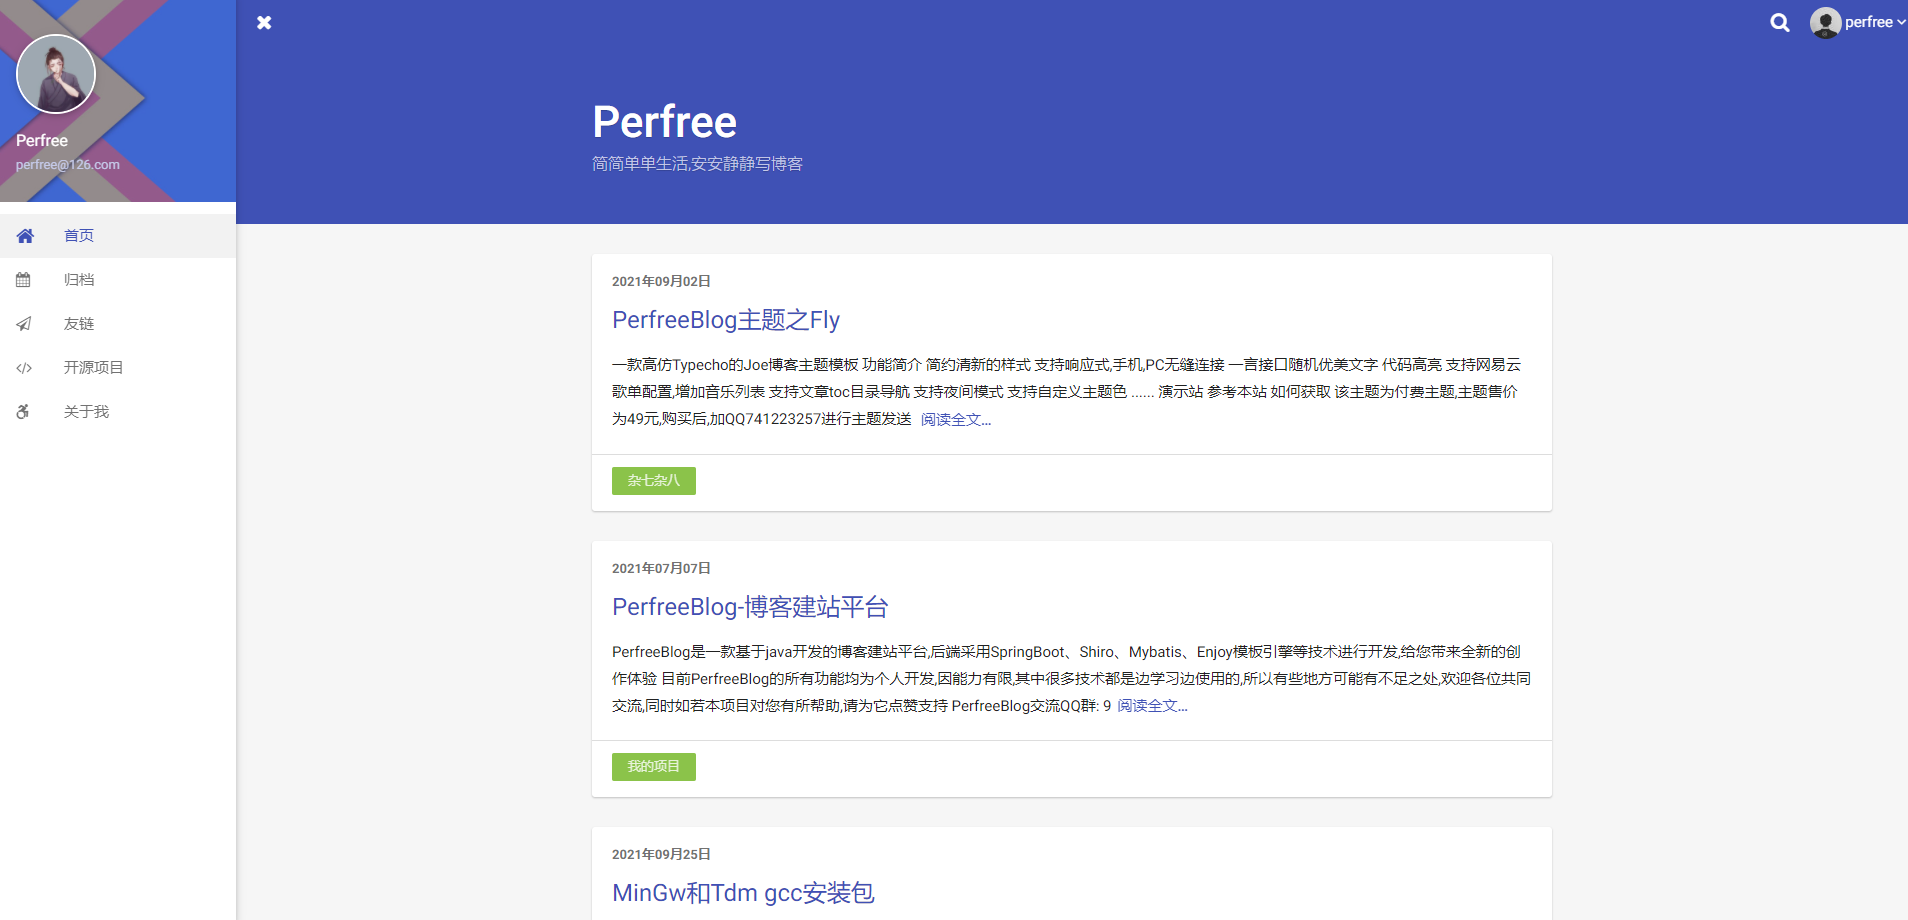 Perfree
perfree@126.com
首页
归档
友链
开源项目
关于我
perfree
Perfree
简简单单生活,安安静静写博客
2021年09月02日
PerfreeBlog主题之Fly
一款高仿Typecho的Joe博客主题模板 功能简介 简约清新的样式 支持响应式,手机,PC无缝连接 一言接口随机优美文字 代码高亮 支持网易云
歌单配置,增加音乐列表 支持文章toc目录导航 支持夜间模式 支持自定义主题色 ...... 演示站 参考本站 如何获取 该主题为付费主题,主题售价
为49元,购买后,加QQ741223257进行主题发送 阅读全文...
杂七杂八
2021年07月07日
PerfreeBlog-博客建站平台
PerfreeBlog是一款基于java开发的博客建站平台,后端采用SpringBoot、Shiro、Mybatis、Enjoy模板引擎等技术进行开发,给您带来全新的创
作体验 目前PerfreeBlog的所有功能均为个人开发,因能力有限,其中很多技术都是边学习边使用的,所以有些地方可能有不足之处,欢迎各位共同
交流,同时如若本项目对您有所帮助,请为它点赞支持 PerfreeBlog交流QQ群: 9 阅读全文...
我的项目
2021年09月25日
MinGw和Tdm gcc安装包